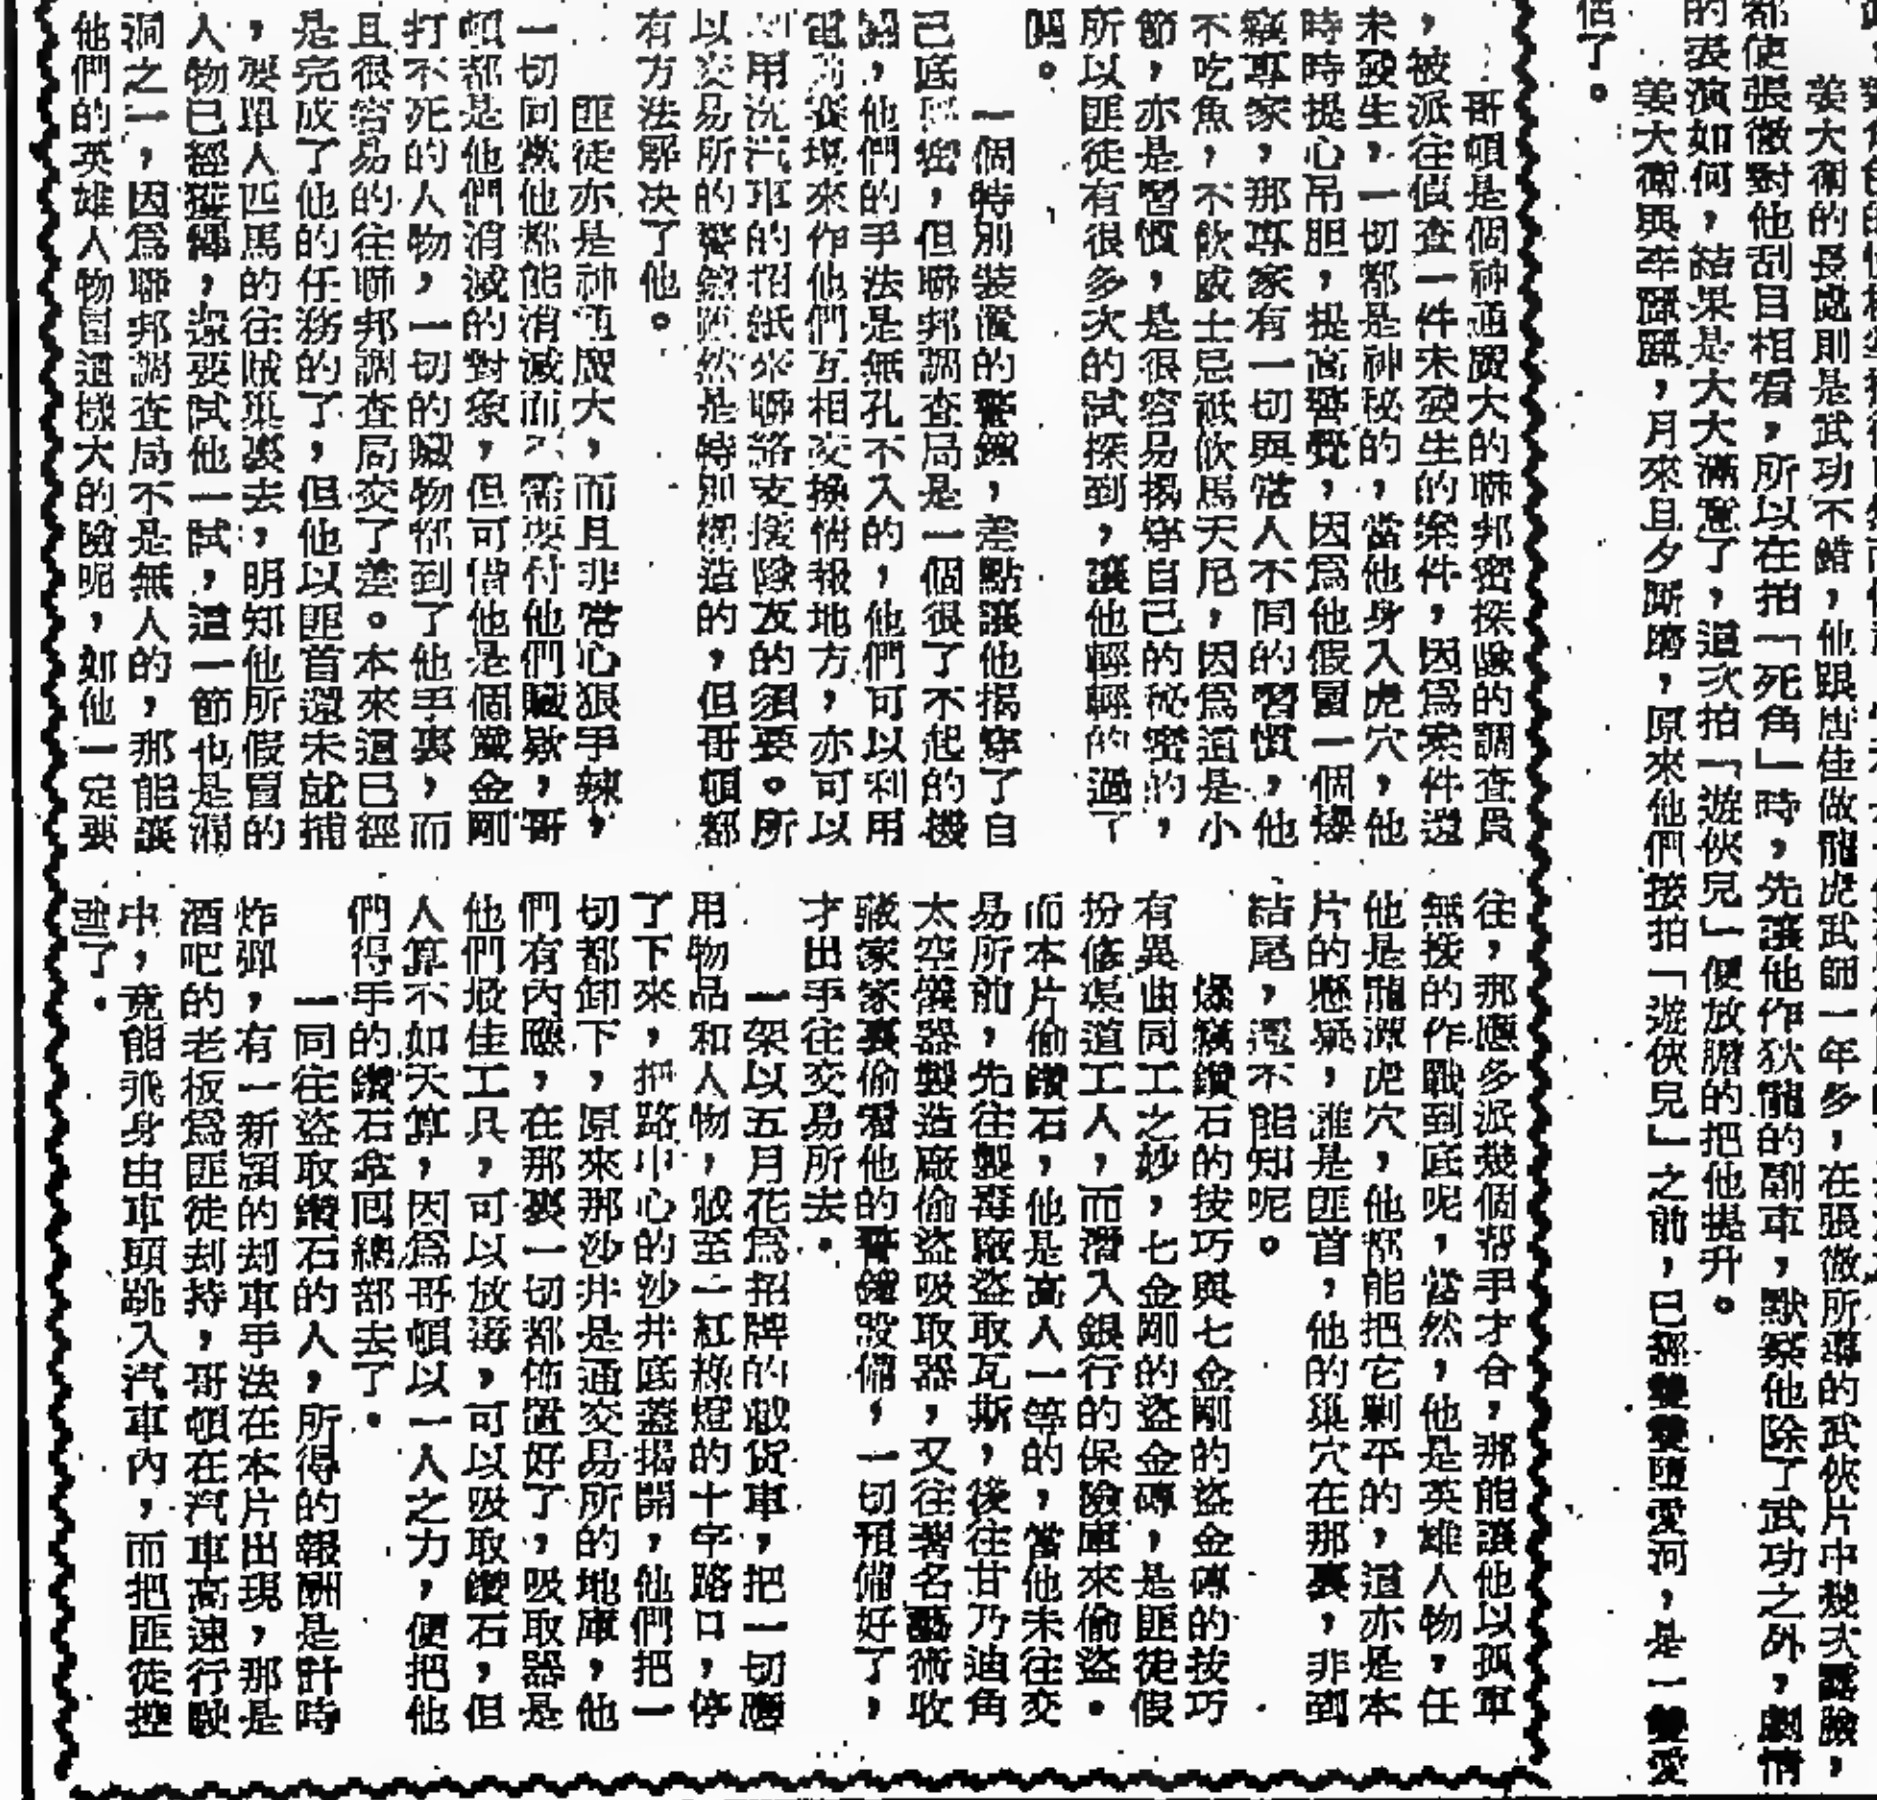 姜大衛的長處則是武功不錯，他跟唐佳做龍虎武師一年多，在張徹所導的武俠片中幾次露臉，
都使張徹對他刮目相看，所以在拍「死角」時，先讓他作狄龍的副車，默察他除了武功之外，劇情
的表演如何，結果是大大滿意了，這次拍「遊俠兒」便放膽的把他提升。
姜大衛與李麗麗，月來旦夕廝磨，原來他們接拍「遊俠兒」之前，已經雙雙墮愛河，是一雙愛
侶了。
哥頓是個神通廣大的聯邦密探險的調查員
，被派往偵查一件未發生的案件，因爲案件還
未發生，一切都是神秘的，當他身入虎穴，他
時時提心吊胆，提高警覺，因爲他假冒一個爆
竊專家，那專家有一切與常人不同的習慣，他
不吃魚，不飲威士忌祗飲馬天尼，因爲這是小
節，亦是習慣，是很容易揭穿自己的秘密的，
所以匪徒有很多次的試探到，讓他輕輕的過了
關。
一個特別裝置的警鐘，差點讓他揭穿了自
己底秘密，但聯邦調查局是一個很了不起的機
關，他們的手法是無孔不入的，他們可以利用
電訊養塲來作他們互相交換情報地方，亦可以
利用洗汽車的招紙來聯絡支援隊友的須要。所
以交易所的警鐘既然是特別構造的，但哥頓都
有方法解决了他。
匪徒亦是神通廣大，而且非常心狠手辣，
一切同黨他都能消滅而不需要付他們贓欵，哥
頓都是他們消滅的對象，但可惜他是個鐵金剛
打不死的人物，一切的贓物都到了他手裏，而
且很容易的往聯邦調查局交了差。本來這已經
是完成了他的任務的了，但他以匪首還未就捕
，要單人匹馬的往賊巢裏去，明知他所假冒的
人物已經拆穿，還要試他一試，這一節也是漏
洞之一，因爲聯邦調查局不是無人的，那能讓
他們的英雄人物冒這樣大的險呢，如他一定要
往，那應多派幾個幫手才合，那能讓他以孤軍
無援的作戰到底呢，當然，他是英雄人物，任
他是龍潭虎穴，他都能把它剿平的，這亦是本
片的懸疑，誰是匪首，他的巢穴在那裏，非到
結尾，還不能知呢。
爆竊鑽石的技巧與七金剛的盜金磚的技巧
有異曲同工之妙，七金剛的盜金磚，是匪徒假
扮修渠道工人，而潛入銀行的保險庫來偷盜。
而本片偷鑽石，他是高人一等的，當他未往交
易所前，先往製毒廠盜取瓦斯，後往甘乃迪角
太空儀器製造廠偷盜吸取器，又往著名藝術收
藏家家裏偷習他的警鐘設備，一切預備好了，
才出手往交易所去。
一架以五月花爲招牌的載貨車，把一切應
用物品和人物，載至一紅綠燈的十字路口，停
了下來，把路中心的沙井底蓋揭開，他們把一
切都卸下，原來那沙井是通交易所的地庫，他
們有內應，在那裏一切都佈置好了，吸取器是
他們最佳工具，可以放毒，可以吸取鑽石，但
人算不如天算，因爲哥頓以一人之力，便把他
們得手的鑽石拿囘總部去了。
一同往盜取鑽石的人，所得的報酬是計時
炸彈，有一新頴的刦車手法在本片出現，那是
酒吧的老板爲匪徒刦持，哥頓在汽車高速行駛
中，竟能飛身由車頭跳入汽車內，而把匪徒控
制了。